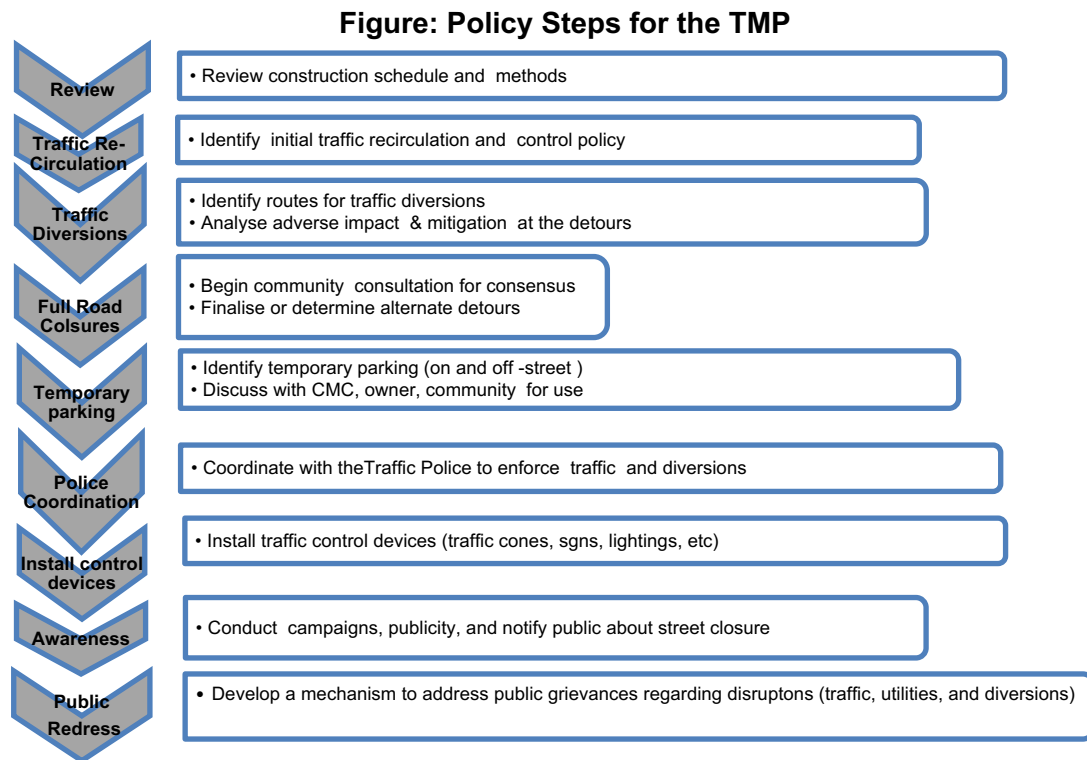 Figure: Policy Steps for the TMP
Review
• Review construction schedule and methods
Traffic Re-
Circulation
• Identify initial traffic recirculation and control policy
Traffic
Diversions
• Identify routes for traffic diversions
• Analyse adverse impact & mitigation at the detours
Full Road
Colsures
• Begin community consultation for consensus
• Finalise or determine alternate detours
Temporary
parking
• Identify temporary parking (on and off -street )
• Discuss with CMC, owner, community for use
Police
Coordination
• Coordinate with theTraffic Police to enforce traffic and diversions
Install control
devices
• Install traffic control devices (traffic cones, sgns, lightings, etc)
Awareness
• Conduct campaigns, publicity, and notify public about street closure
Public
Redress
• Develop a mechanism to address public grievances regarding disruptons (traffic, utilities, and diversions)